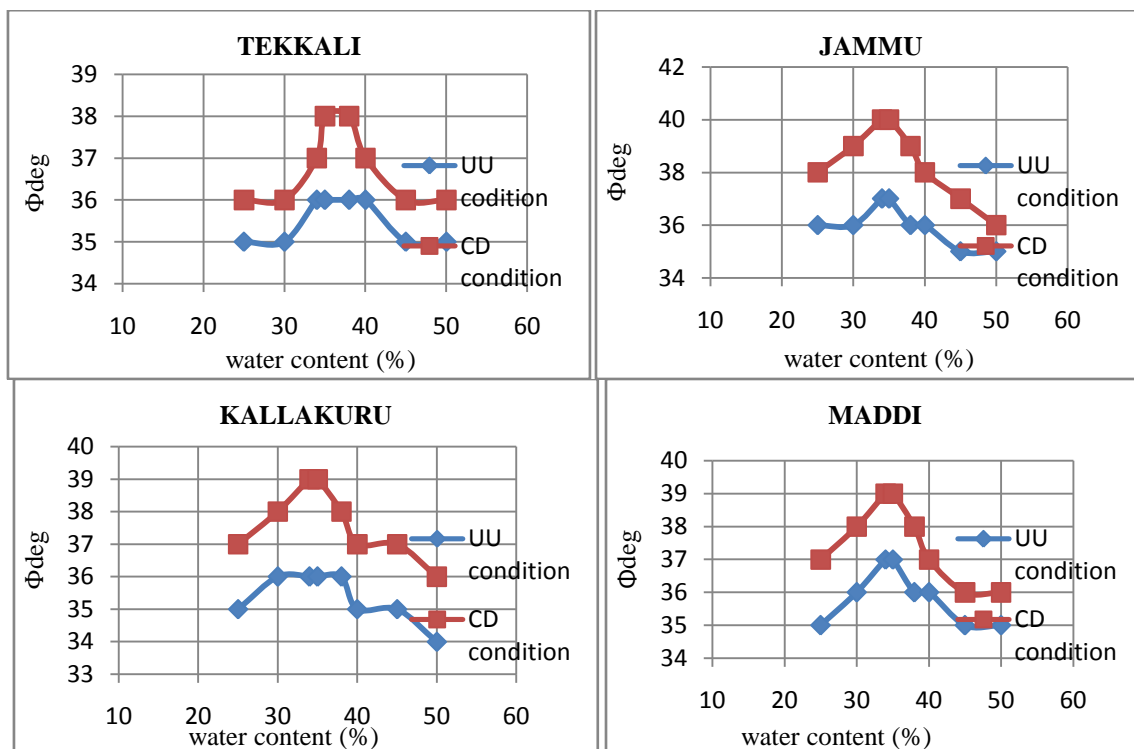 TEKKALI
39
38
37
36
35
34
10 20 30 40 50 60
Φdeg
water content (%)
UU
codition
CD
condition
JAMMU
42
40
38
36
34
10 20 30 40 50 60
Φdeg
water content (%)
UU
condition
CD
condition
KALLAKURU
40
39
38
37
36
35
34
33
10 20 30 40 50 60
Φdeg
water content (%)
UU
condition
CD
condition
MADDI
40
39
38
37
36
35
34
10 20 30 40 50 60
Φdeg
water content (%)
UU
condition
CD
condition